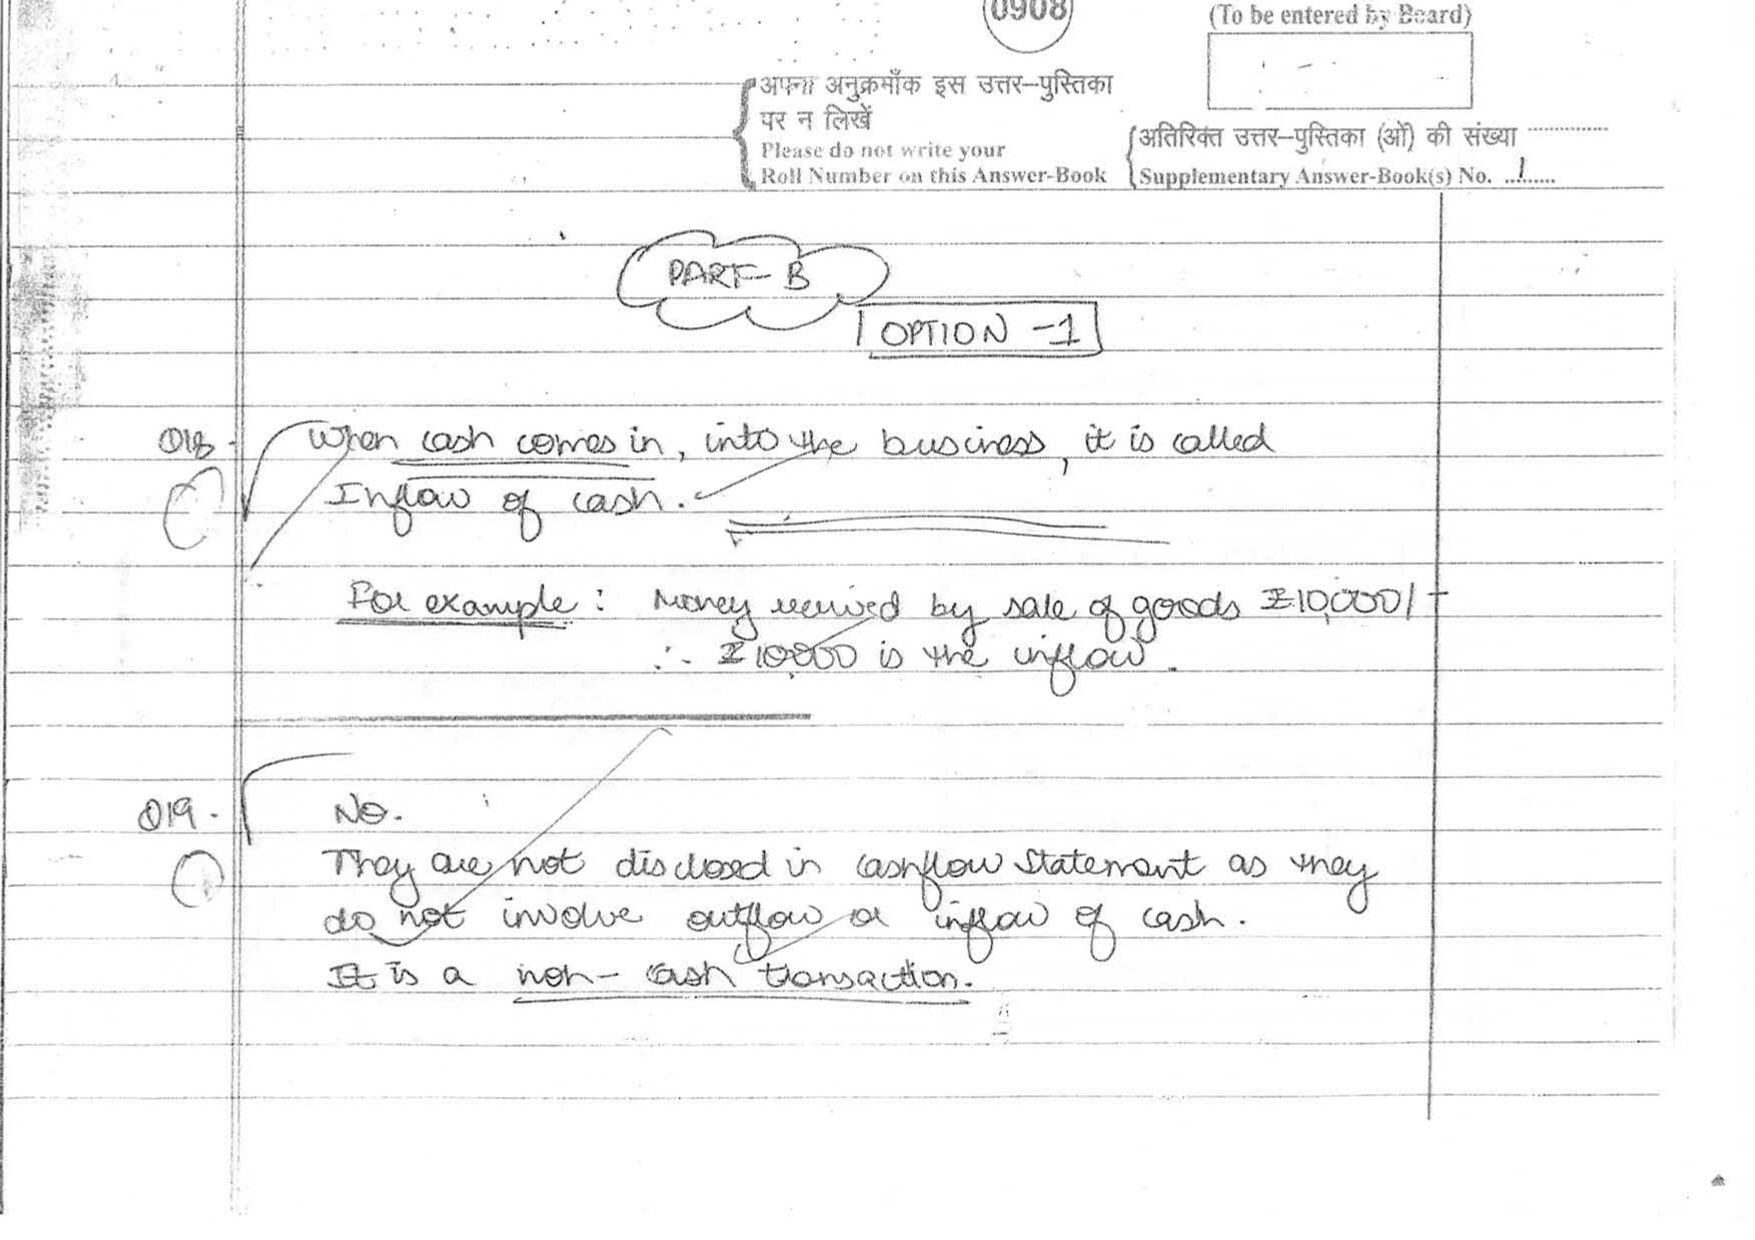 0908
(To be entered by Board)
अपना अनुक्रमाँक इस उत्तर–पुस्तिका
पर न लिखें
Please do not write your
Roll Number on this Answer-Book
अतिरिक्त उत्तर–पुस्तिका (ओं) की संख्या ..............
Supplementary Answer-Book(s) No. ..1......
PART-B
OPTION -1
Q18. When cash comes in, into the business, it is called
Inflow of cash.
For example: Money received by sale of goods ₹10,000/-
∴ ₹10,000 is the inflow.
Q19. No.
They are not disclosed in cashflow statement as they
do not involve outflow or inflow of cash.
It is a non-cash transaction.